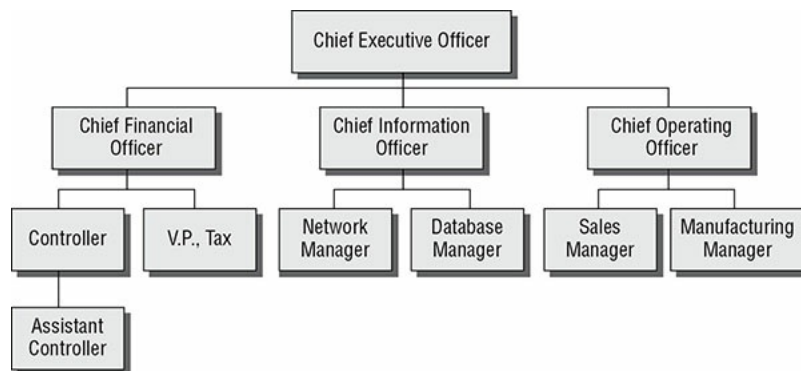 Chief Executive Officer
Chief Financial
Officer
Chief Information
Officer
Chief Operating
Officer
Controller
V.P., Tax
Network
Manager
Database
Manager
Sales
Manager
Manufacturing
Manager
Assistant
Controller